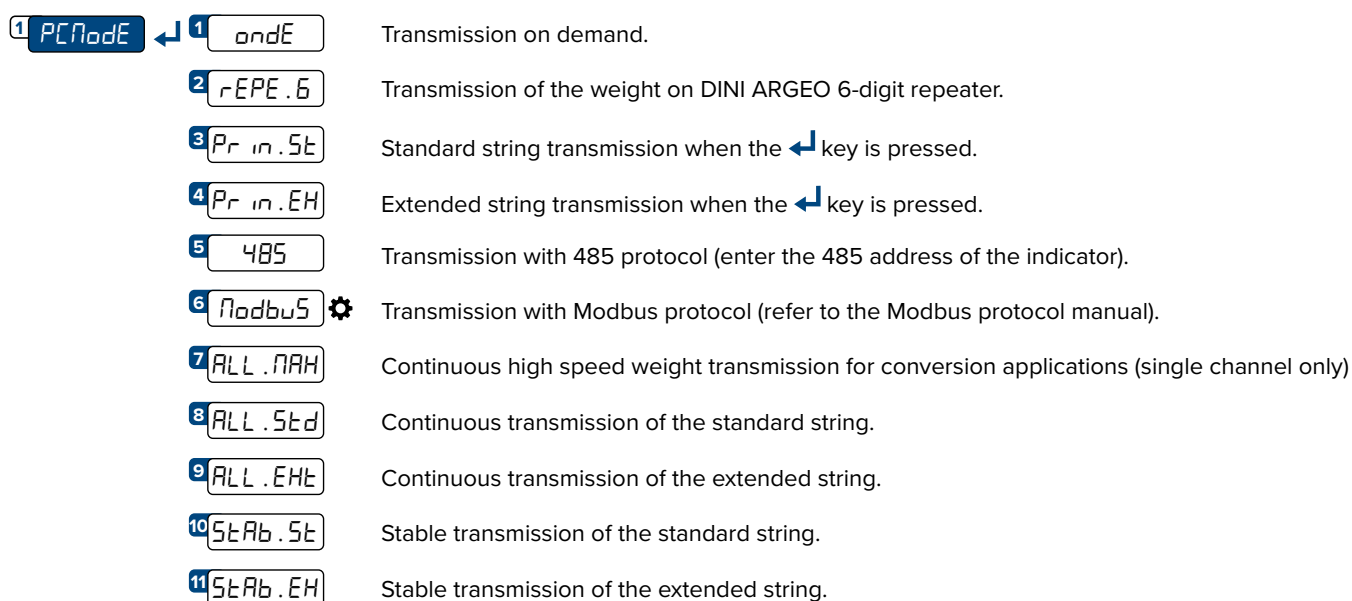 1 PCModE 1 ondE Transmission on demand.
2 rEPE.6 Transmission of the weight on DINI ARGEO 6-digit repeater.
3 Prin.St Standard string transmission when the key is pressed.
4 Prin.EH Extended string transmission when the key is pressed.
5 485 Transmission with 485 protocol (enter the 485 address of the indicator).
6 ModbuS Transmission with Modbus protocol (refer to the Modbus protocol manual).
7 ALL.MAH Continuous high speed weight transmission for conversion applications (single channel only)
8 ALL.Std Continuous transmission of the standard string.
9 ALL.EHt Continuous transmission of the extended string.
10 StAb.St Stable transmission of the standard string.
11 StAb.EH Stable transmission of the extended string.